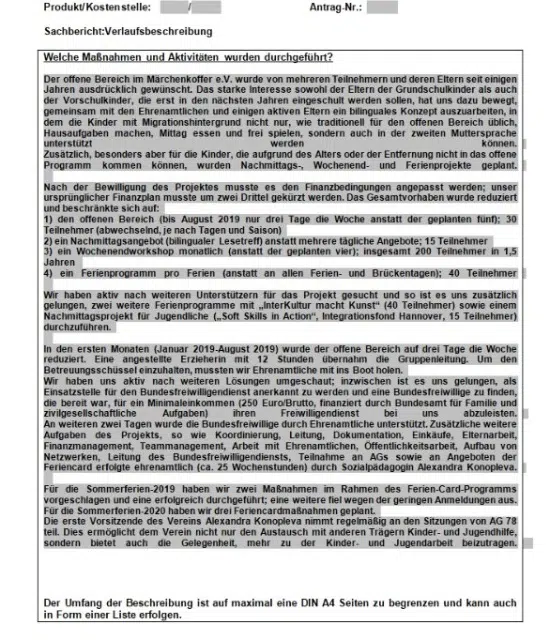 Produkt/Kostenstelle: / Antrag-Nr.:
Sachbericht:Verlaufsbeschreibung
Welche Maßnahmen und Aktivitäten wurden durchgeführt?
Der offene Bereich im Märchenkoffer e.V. wurde von mehreren Teilnehmern und deren Eltern seit einigen
Jahren ausdrücklich gewünscht. Das starke Interesse sowohl der Eltern der Grundschulkinder als auch
der Vorschulkinder, die erst in den nächsten Jahren eingeschult werden sollen, hat uns dazu bewegt,
gemeinsam mit den Ehrenamtlichen und einigen aktiven Eltern ein bilinguales Konzept auszuarbeiten, in
dem die Kinder mit Migrationshintergrund nicht nur, wie traditionell für den offenen Bereich üblich,
Hausaufgaben machen, Mittag essen und frei spielen, sondern auch in der zweiten Muttersprache
unterstützt werden können.
Zusätzlich, besonders aber für die Kinder, die aufgrund des Alters oder der Entfernung nicht in das offene
Programm kommen können, wurden Nachmittags-, Wochenend- und Ferienprojekte geplant.
Nach der Bewilligung des Projektes musste es den Finanzbedingungen angepasst werden; unser
ursprünglicher Finanzplan musste um zwei Drittel gekürzt werden. Das Gesamtvorhaben wurde reduziert
und beschränkte sich auf:
1) den offenen Bereich (bis August 2019 nur drei Tage die Woche anstatt der geplanten fünf); 30
Teilnehmer (abwechselnd, je nach Tagen und Saison)
2) ein Nachmittagsangebot (bilingualer Lesetreff) anstatt mehrere tägliche Angebote; 15 Teilnehmer
3) ein Wochenendworkshop monatlich (anstatt der geplanten vier); insgesamt 200 Teilnehmer in 1,5
Jahren
4) ein Ferienprogramm pro Ferien (anstatt an allen Ferien- und Brückentagen); 40 Teilnehmer
Wir haben aktiv nach weiteren Unterstützern für das Projekt gesucht und so ist es uns zusätzlich
gelungen, zwei weitere Ferienprogramme mit „InterKultur macht Kunst“ (40 Teilnehmer) sowie einem
Nachmittagsprojekt für Jugendliche („Soft Skills in Action“, Integrationsfond Hannover, 15 Teilnehmer)
durchzuführen.
In den ersten Monaten (Januar 2019-August 2019) wurde der offene Bereich auf drei Tage die Woche
reduziert. Eine angestellte Erzieherin mit 12 Stunden übernahm die Gruppenleitung. Um den
Betreuungsschlüssel einzuhalten, mussten wir Ehrenamtliche mit ins Boot holen.
Wir haben uns aktiv nach weiteren Lösungen umgeschaut; inzwischen ist es uns gelungen, als
Einsatzstelle für den Bundesfreiwilligendienst anerkannt zu werden und eine Bundesfreiwillige zu finden,
die bereit war, für ein Minimaleinkommen (250 Euro/Brutto, finanziert durch Bundesamt für Familie und
zivilgesellschaftliche Aufgaben) ihren Freiwilligendienst bei uns abzuleisten.
An weiteren zwei Tagen wurde die Bundesfreiwillige durch Ehrenamtliche unterstützt. Zusätzliche weitere
Aufgaben des Projekts, so wie Koordinierung, Leitung, Dokumentation, Einkäufe, Elternarbeit,
Finanzmanagement, Teammanagement, Arbeit mit Ehrenamtlichen, Öffentlichkeitsarbeit, Aufbau von
Netzwerken, Leitung des Bundesfreiwilligendiensts, Teilnahme an AGs sowie an Angeboten der
Feriencard erfolgte ehrenamtlich (ca. 25 Wochenstunden) durch Sozialpädagogin Alexandra Konopleva.
Für die Sommerferien-2019 haben wir zwei Maßnahmen im Rahmen des Ferien-Card-Programms
vorgeschlagen und eine erfolgreich durchgeführt; eine weitere fiel wegen der geringen Anmeldungen aus.
Für die Sommerferien-2020 haben wir drei Feriencardmaßnahmen geplant.
Die erste Vorsitzende des Vereins Alexandra Konopleva nimmt regelmäßig an den Sitzungen von AG 78
teil. Dies ermöglicht dem Verein nicht nur den Austausch mit anderen Trägern Kinder- und Jugendhilfe,
sondern bietet auch die Gelegenheit, mehr zu der Kinder- und Jugendarbeit beizutragen.
Der Umfang der Beschreibung ist auf maximal eine DIN A4 Seiten zu begrenzen und kann auch
in Form einer Liste erfolgen.